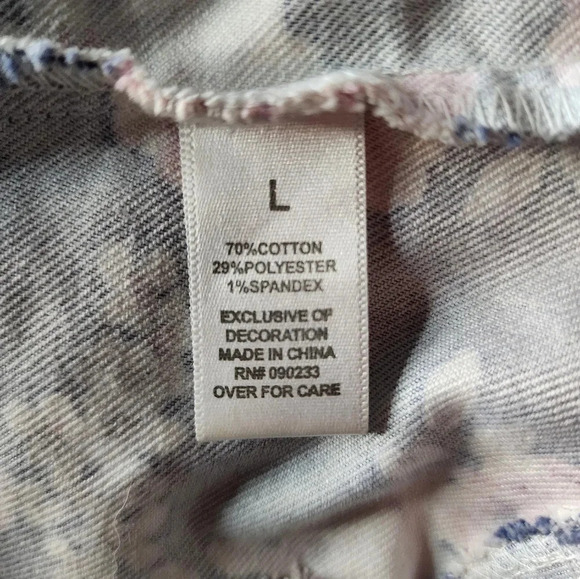 L
70%COTTON
29%POLYESTER
1%SPANDEX
EXCLUSIVE OF
DECORATION
MADE IN CHINA
RN# 090233
OVER FOR CARE